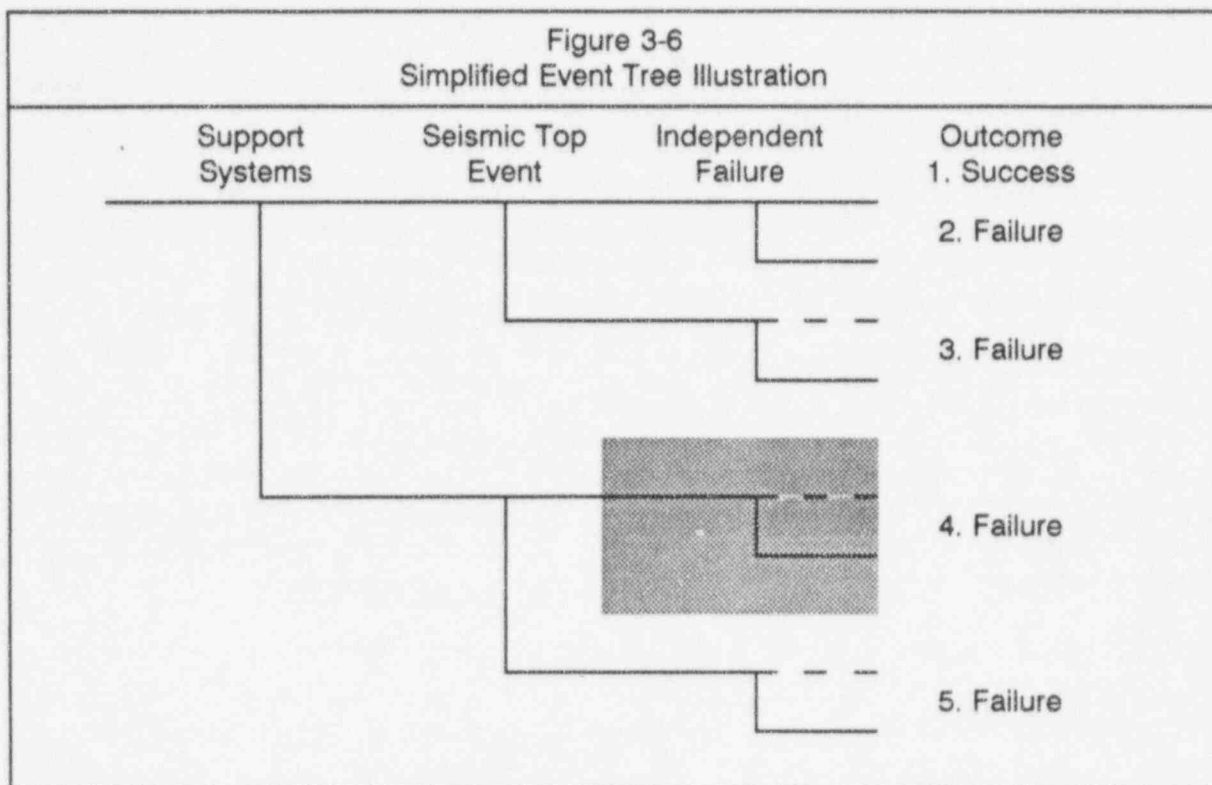 Figure 3-6
Simplified Event Tree Illustration
Support Systems
Seismic Top Event
Independent Failure
Outcome
1. Success
2. Failure
3. Failure
4. Failure
5. Failure